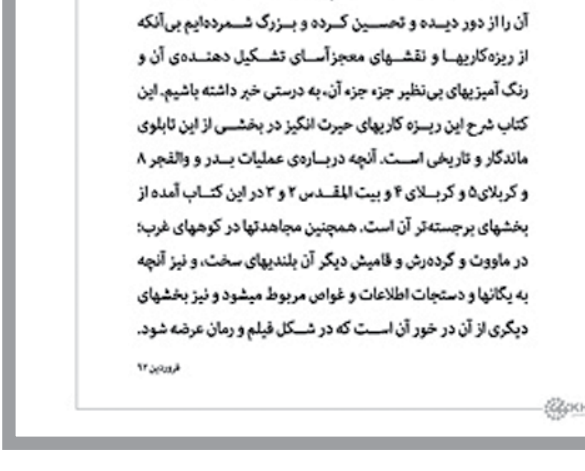 آن را از دور دیده و تحسین کرده و بزرگ شمرده‌ایم بی‌آنکه
از ریزه‌کاریها و نقشهای معجزآسای تشکیل دهنده‌ی آن و
رنگ آمیزیهای بی‌نظیر جزء جزء آن، به درستی خبر داشته باشیم. این
کتاب شرح این ریزه کاریهای حیرت انگیز در بخشی از این تابلوی
ماندگار و تاریخی است. آنچه درباره‌ی عملیات بدر و والفجر ۸
و کربلای۵ و کربلای ۴ و بیت المقدس ۲ و ۳ در این کتاب آمده از
بخشهای برجسته‌تر آن است. همچنین مجاهدتها در کوههای غرب؛
در ماووت و گرده‌رش و قامیش دیگر آن بلندیهای سخت، و نیز آنچه
به یگانها و دستجات اطلاعات و غواص مربوط میشود و نیز بخشهای
دیگری از آن در خور آن است که در شکل فیلم و رمان عرضه شود.
فروردین ۹۲
KH